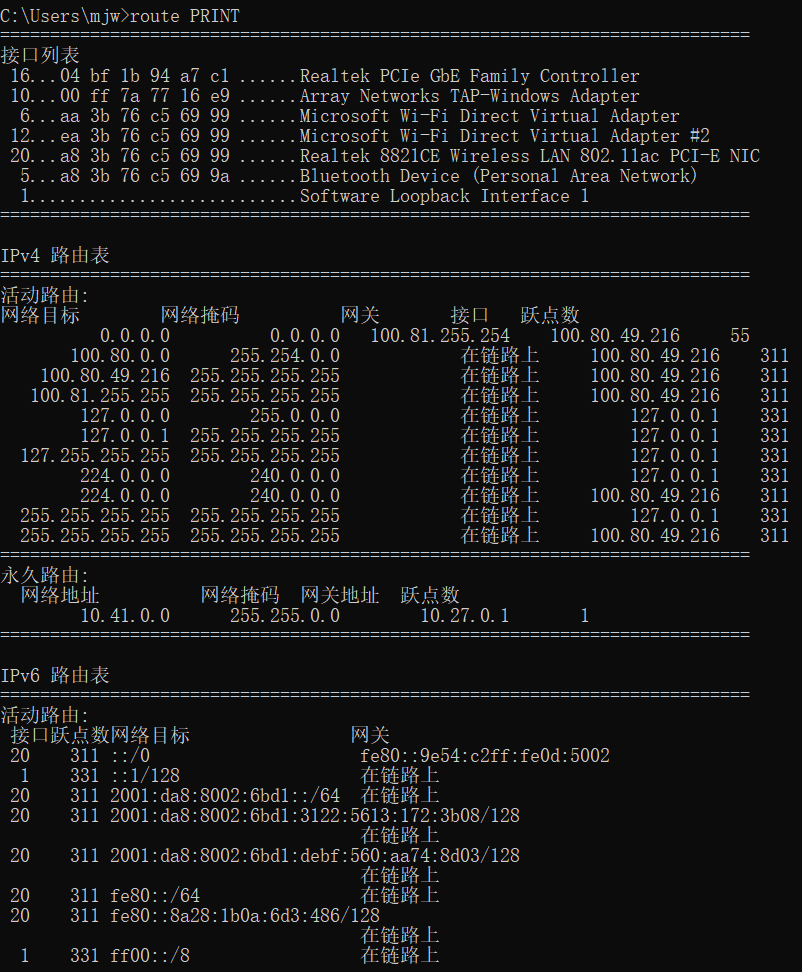 C:\Users\mjw>route PRINT
===========================================================================
接口列表
 16...04 bf 1b 94 a7 c1 ......Realtek PCIe GbE Family Controller
 10...00 ff 7a 77 16 e9 ......Array Networks TAP-Windows Adapter
  6...aa 3b 76 c5 69 99 ......Microsoft Wi-Fi Direct Virtual Adapter
 12...ea 3b 76 c5 69 99 ......Microsoft Wi-Fi Direct Virtual Adapter #2
 20...a8 3b 76 c5 69 99 ......Realtek 8821CE Wireless LAN 802.11ac PCI-E NIC
  5...a8 3b 76 c5 69 9a ......Bluetooth Device (Personal Area Network)
  1...........................Software Loopback Interface 1
===========================================================================
IPv4 路由表
===========================================================================
活动路由:
网络目标        网络掩码          网关       接口   跃点数
          0.0.0.0          0.0.0.0   100.81.255.254    100.80.49.216     55
       100.80.0.0      255.254.0.0            在链路上     100.80.49.216    311
    100.80.49.216  255.255.255.255            在链路上     100.80.49.216    311
   100.81.255.255  255.255.255.255            在链路上     100.80.49.216    311
        127.0.0.0        255.0.0.0            在链路上         127.0.0.1    331
        127.0.0.1  255.255.255.255            在链路上         127.0.0.1    331
  127.255.255.255  255.255.255.255            在链路上         127.0.0.1    331
        224.0.0.0        240.0.0.0            在链路上         127.0.0.1    331
        224.0.0.0        240.0.0.0            在链路上     100.80.49.216    311
  255.255.255.255  255.255.255.255            在链路上         127.0.0.1    331
  255.255.255.255  255.255.255.255            在链路上     100.80.49.216    311
===========================================================================
永久路由:
  网络地址          网络掩码  网关地址  跃点数
        10.41.0.0      255.255.0.0        10.27.0.1       1
===========================================================================
IPv6 路由表
===========================================================================
活动路由:
 接口跃点数网络目标                网关
 20    311 ::/0                     fe80::9e54:c2ff:fe0d:5002
  1    331 ::1/128                  在链路上
 20    311 2001:da8:8002:6bd1::/64  在链路上
 20    311 2001:da8:8002:6bd1:3122:5613:172:3b08/128
                                    在链路上
 20    311 2001:da8:8002:6bd1:debf:560:aa74:8d03/128
                                    在链路上
 20    311 fe80::/64                在链路上
 20    311 fe80::8a28:1b0a:6d3:486/128
                                    在链路上
  1    331 ff00::/8                 在链路上